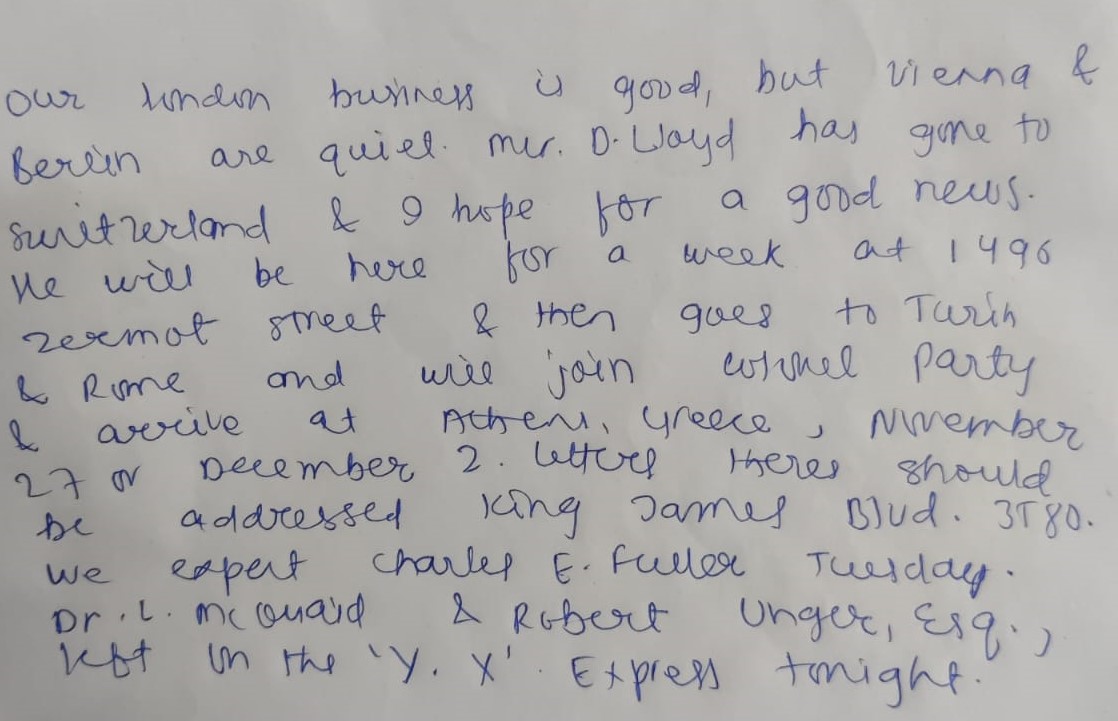 Our London business is good, but Vienna &
Berlin are quiet. Mr. D. Lloyd has gone to
Switzerland & I hope for a good news.
He will be here for a week at 1496
Zermot street & then goes to Turin
& Rome and will join colonel Party
& arrive at Athens, Greece, November
27 or December 2. Letters theres should
be addressed King James Blvd. 3580.
We expert Charles E. Fuller Tuesday.
Dr. L. McQuaid & Robert Unger, Esq.,
left on the 'Y. X'. Express tonight.